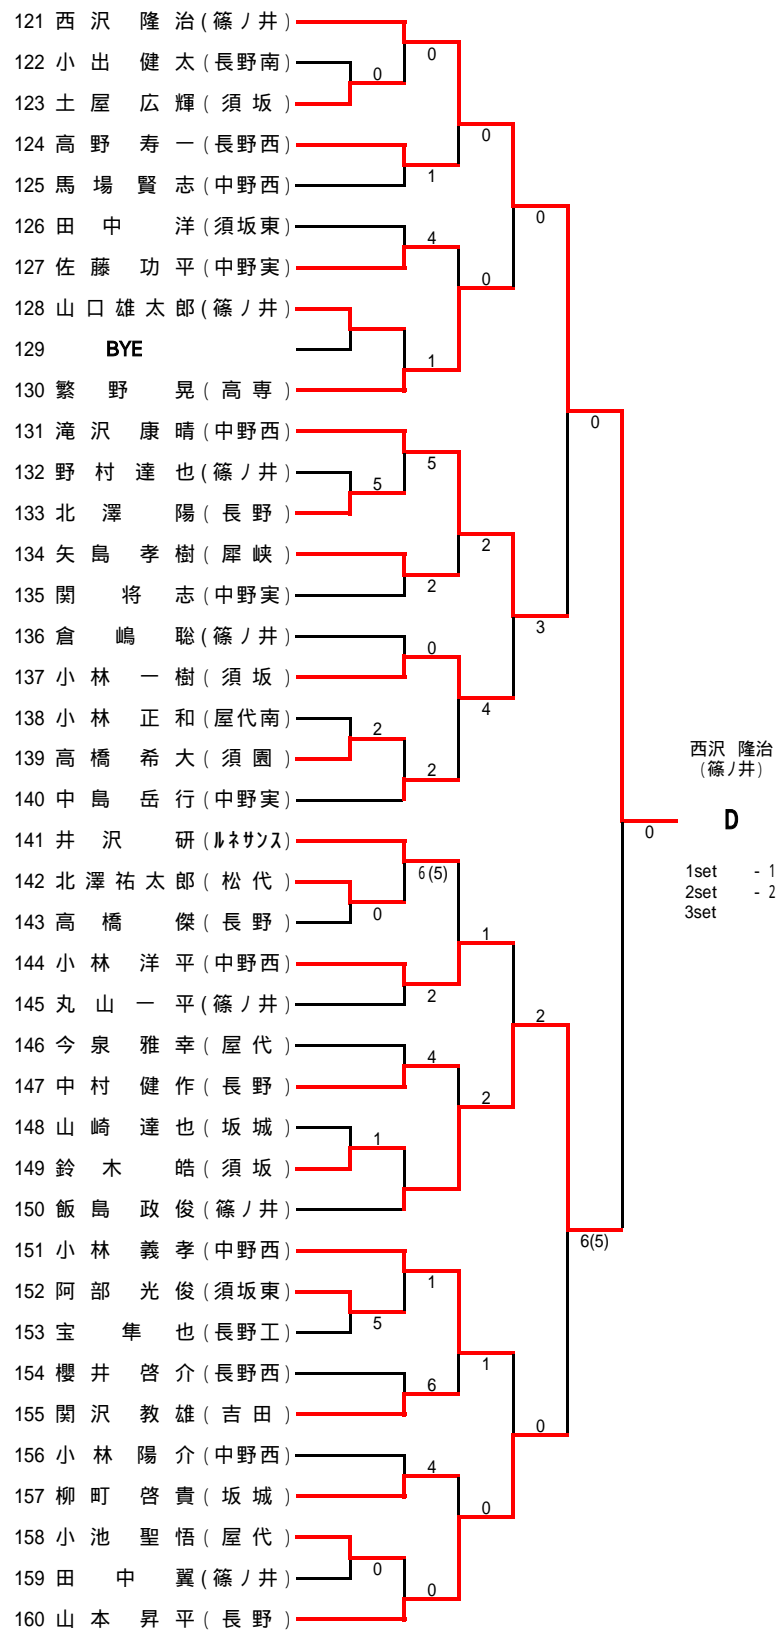 121 西沢 隆治 (篠ノ井)
122 小出 健太 (長野南)
123 土屋 広輝 (須坂)
124 高野 寿一 (長野西)
125 馬場 賢志 (中野西)
126 田中 洋 (須坂東)
127 佐藤 功平 (中野実)
128 山口 雄太郎 (篠ノ井)
129 BYE
130 繁野 晃 (高専)
131 滝沢 康晴 (中野西)
132 野村 達也 (篠ノ井)
133 北澤 陽 (長野)
134 矢島 孝樹 (犀峡)
135 関 将志 (中野実)
136 倉嶋 聡 (篠ノ井)
137 小林 一樹 (須坂)
138 小林 正和 (屋代南)
139 高橋 希大 (須園)
140 中島 岳行 (中野実)
141 井沢 研 (ルネサンス)
142 北澤 祐太郎 (松代)
143 高橋 傑 (長野)
144 小林 洋平 (中野西)
145 丸山 一平 (篠ノ井)
146 今泉 雅幸 (屋代)
147 中村 健作 (長野)
148 山崎 達也 (坂城)
149 鈴木 皓 (須坂)
150 飯島 政俊 (篠ノ井)
151 小林 義孝 (中野西)
152 阿部 光俊 (須坂東)
153 宝 隼也 (長野工)
154 櫻井 啓介 (長野西)
155 関沢 教雄 (吉田)
156 小林 陽介 (中野西)
157 柳町 啓貴 (坂城)
158 小池 聖悟 (屋代)
159 田中 翼 (篠ノ井)
160 山本 昇平 (長野)
0
5
2
0
1
5
0
0
1
4
1
5
2
0
2
6(5)
2
4
1
6
4
0
0
0
2
4
1
2
1
0
0
3
2
0
0
6(5)
0
西沢 隆治
(篠ノ井)
D
1set - 1
2set - 2
3set